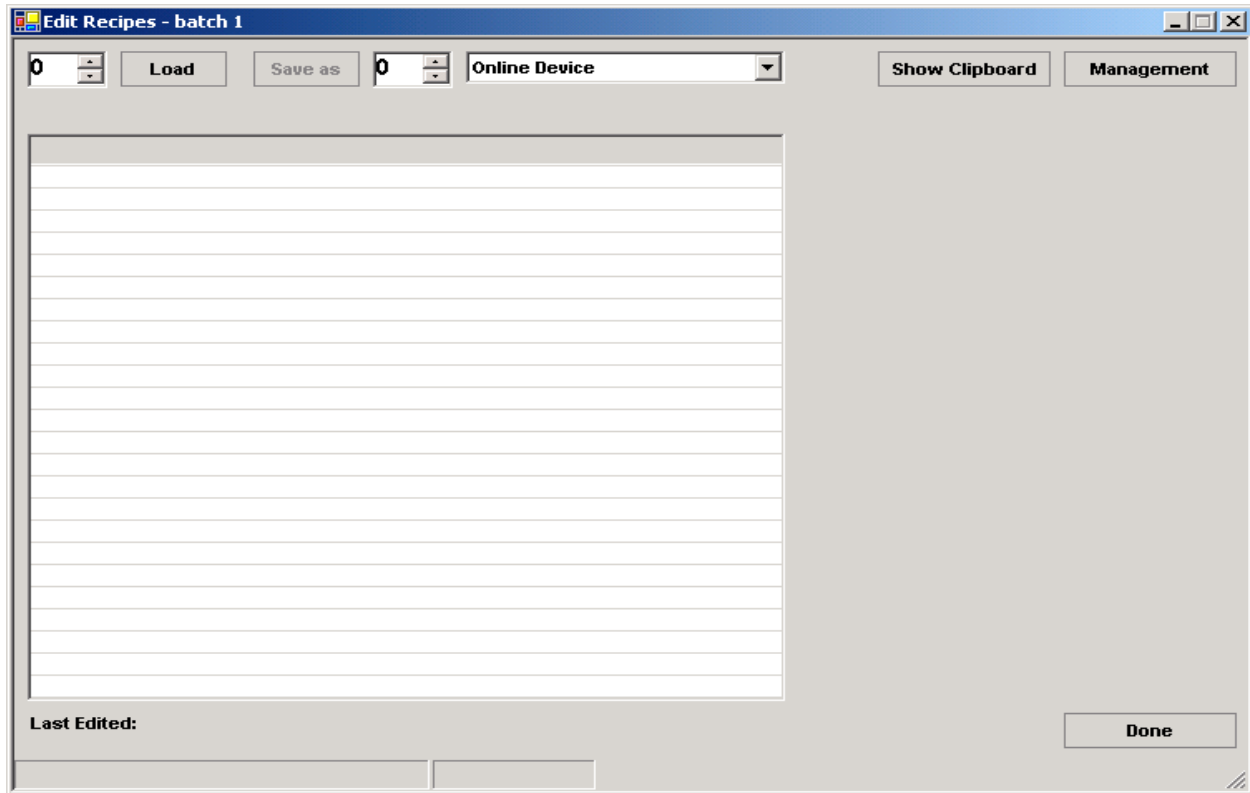 Edit Recipes - batch 1
0 Load Save as 0 Online Device Show Clipboard Management
Last Edited:
Done